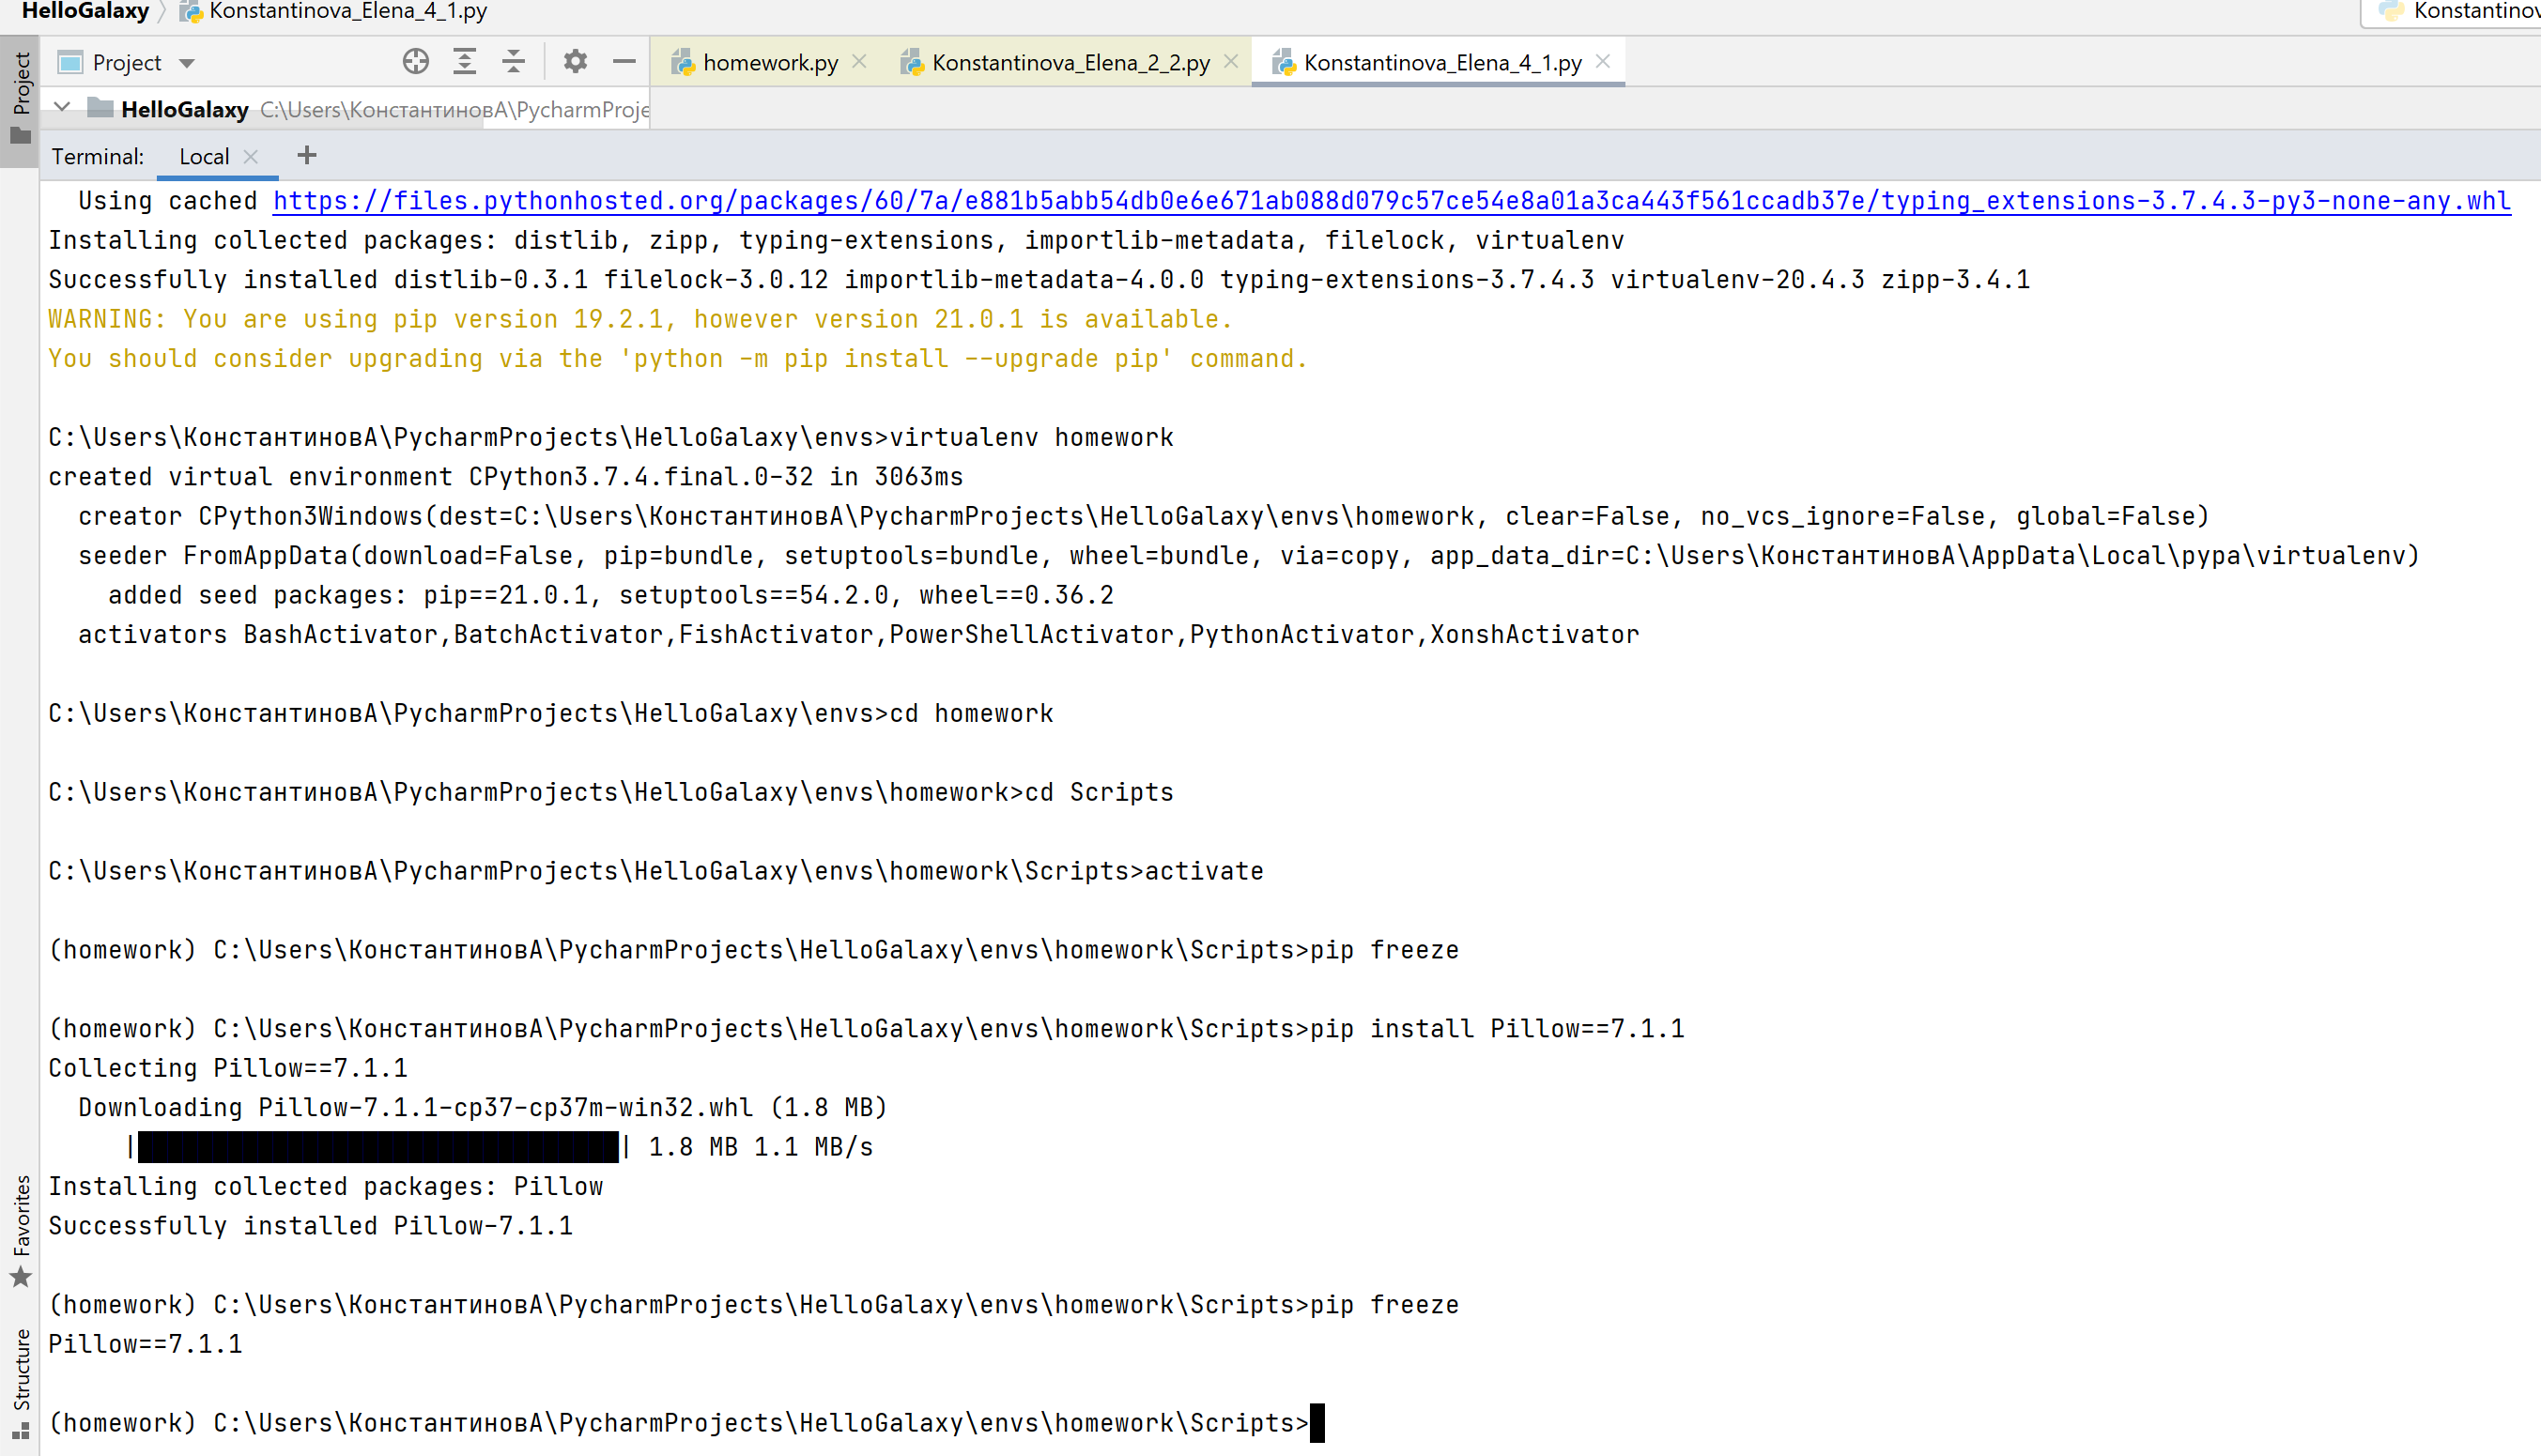 HelloGalaxy Konstantinova_Elena_4_1.py
Project
Project
homework.py
Konstantinova_Elena_2_2.py
Konstantinova_Elena_4_1.py
HelloGalaxy C:\Users\КонстантиновА\PycharmProje
Terminal: Local +
Using cached https://files.pythonhosted.org/packages/60/7a/e881b5abb54db0e6e671ab088d079c57ce54e8a01a3ca443f561ccadb37e/typing_extensions-3.7.4.3-py3-none-any.whl
Installing collected packages: distlib, zipp, typing-extensions, importlib-metadata, filelock, virtualenv
Successfully installed distlib-0.3.1 filelock-3.0.12 importlib-metadata-4.0.0 typing-extensions-3.7.4.3 virtualenv-20.4.3 zipp-3.4.1
WARNING: You are using pip version 19.2.1, however version 21.0.1 is available.
You should consider upgrading via the 'python -m pip install --upgrade pip' command.
C:\Users\КонстантиновА\PycharmProjects\HelloGalaxy\envs>virtualenv homework
created virtual environment CPython3.7.4.final.0-32 in 3063ms
creator CPython3Windows(dest=C:\Users\КонстантиновА\PycharmProjects\HelloGalaxy\envs\homework, clear=False, no_vcs_ignore=False, global=False)
seeder FromAppData(download=False, pip=bundle, setuptools=bundle, wheel=bundle, via=copy, app_data_dir=C:\Users\КонстантиновА\AppData\Local\pypa\virtualenv)
added seed packages: pip==21.0.1, setuptools==54.2.0, wheel==0.36.2
activators BashActivator,BatchActivator,FishActivator,PowerShellActivator,PythonActivator,XonshActivator
C:\Users\КонстантиновА\PycharmProjects\HelloGalaxy\envs>cd homework
C:\Users\КонстантиновА\PycharmProjects\HelloGalaxy\envs\homework>cd Scripts
C:\Users\КонстантиновА\PycharmProjects\HelloGalaxy\envs\homework\Scripts>activate
(homework) C:\Users\КонстантиновА\PycharmProjects\HelloGalaxy\envs\homework\Scripts>pip freeze
(homework) C:\Users\КонстантиновА\PycharmProjects\HelloGalaxy\envs\homework\Scripts>pip install Pillow==7.1.1
Collecting Pillow==7.1.1
Downloading Pillow-7.1.1-cp37-cp37m-win32.whl (1.8 MB)
| | 1.8 MB 1.1 MB/s
Installing collected packages: Pillow
Successfully installed Pillow-7.1.1
(homework) C:\Users\КонстантиновА\PycharmProjects\HelloGalaxy\envs\homework\Scripts>pip freeze
Pillow==7.1.1
(homework) C:\Users\КонстантиновА\PycharmProjects\HelloGalaxy\envs\homework\Scripts>
Favorites
Structure